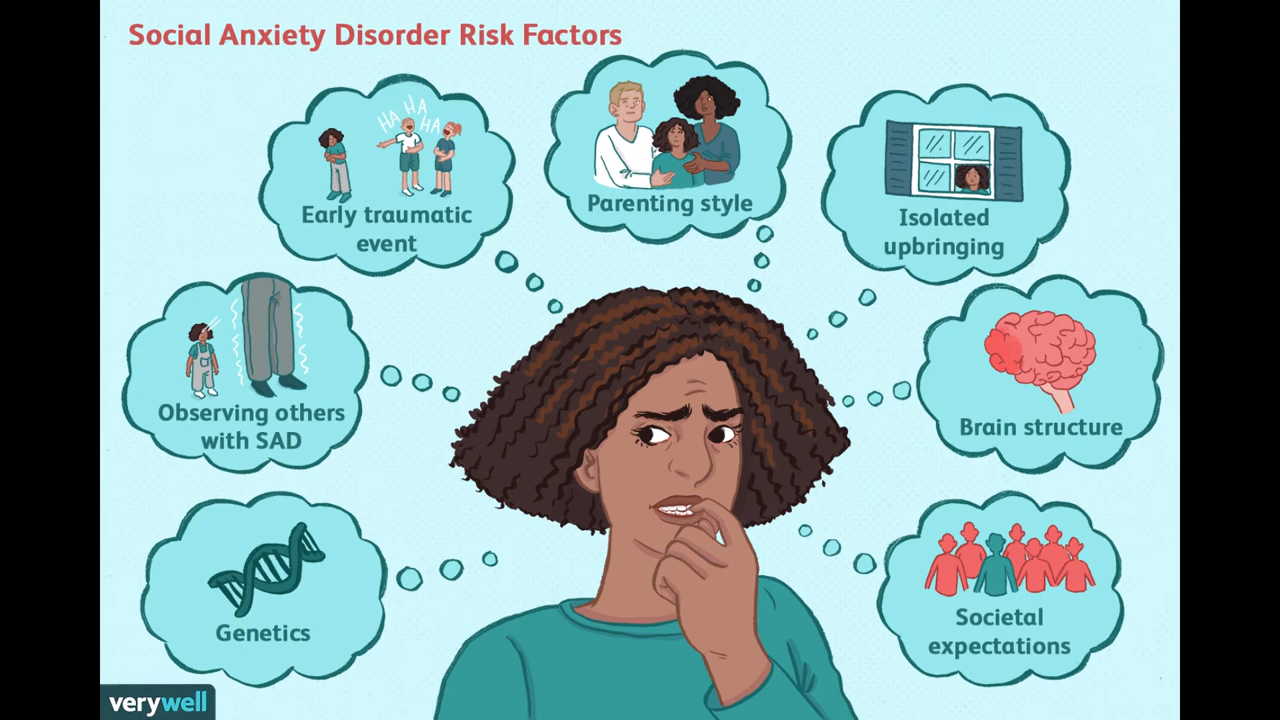 Social Anxiety Disorder Risk Factors
HA HA HA
Early traumatic
event
Parenting style
Isolated
upbringing
Observing others
with SAD
Brain structure
Genetics
Societal
expectations
verywell